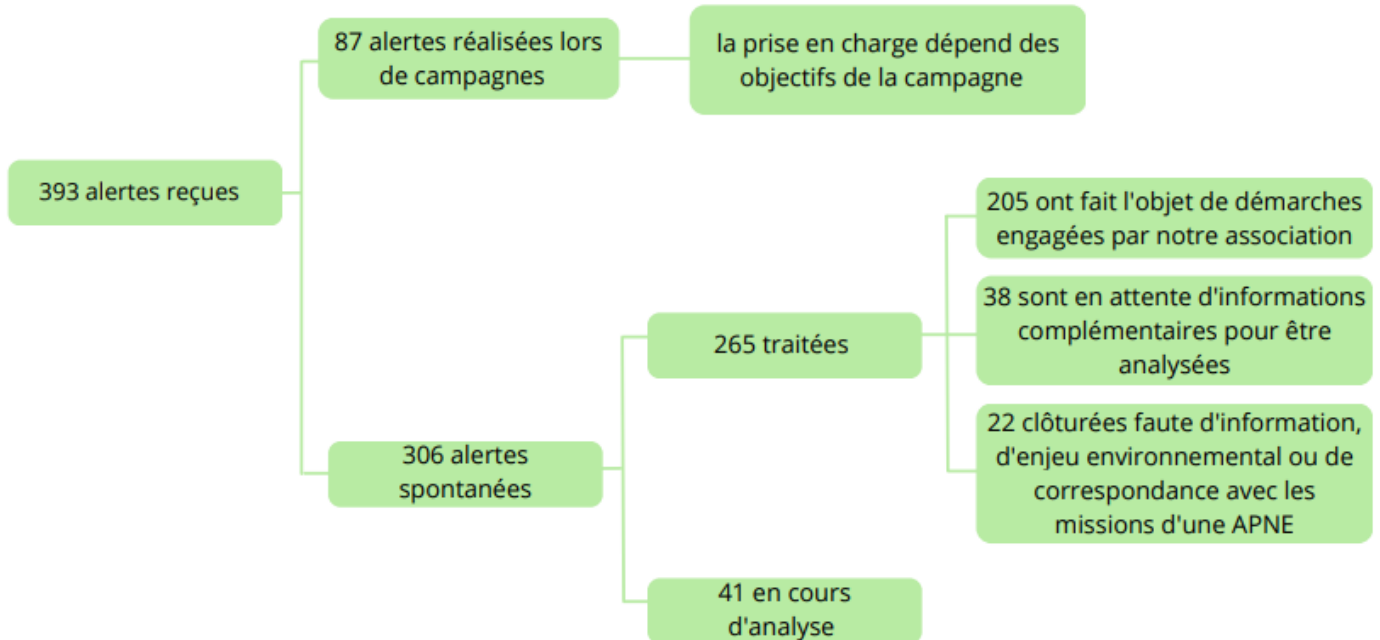 87 alertes réalisées lors
de campagnes
la prise en charge dépend des
objectifs de la campagne
393 alertes reçues
205 ont fait l'objet de démarches
engagées par notre association
38 sont en attente d'informations
complémentaires pour être
analysées
265 traitées
22 clôturées faute d'information,
d'enjeu environnemental ou de
correspondance avec les
missions d'une APNE
306 alertes
spontanées
41 en cours
d'analyse